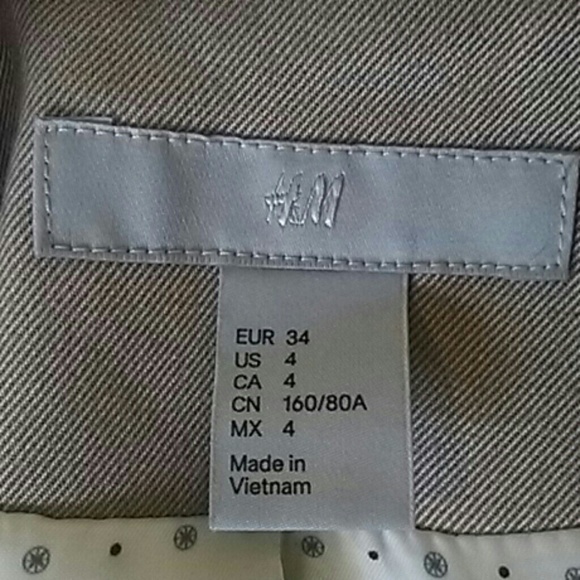 H&M
EUR 34
US 4
CA 4
CN 160/80A
MX 4
Made in
Vietnam